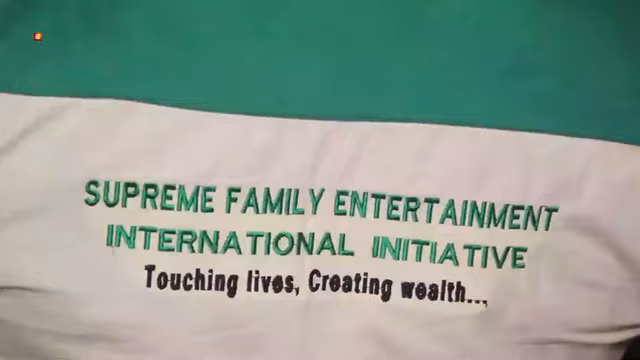 SUPREME FAMILY ENTERTAINMENT
INTERNATIONAL INITIATIVE
Touching lives, Creating wealth...